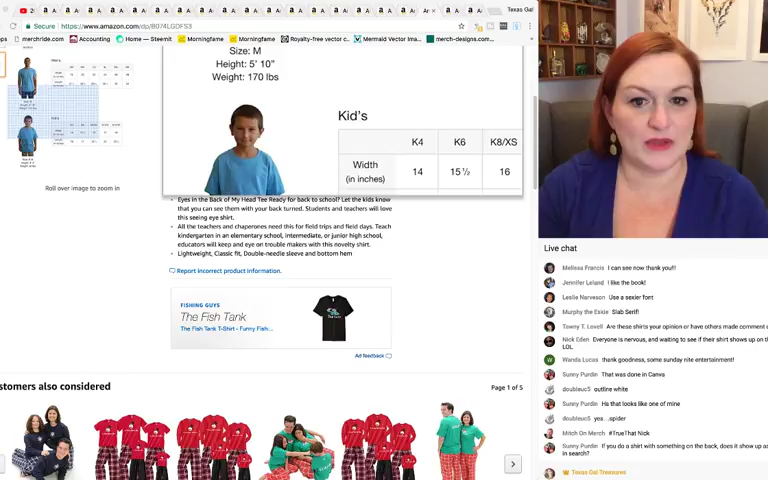 Texas Gal
Secure
https://www.amazon.com/dp/B074LGDFS3
merchride.com
Accounting
Home — Steemit
Morningfame
Morningfame
Royalty-free vector c...
Mermaid Vector Ima...
merch-designs.com...
Size: M
Height: 5' 10"
Weight: 170 lbs
Kid's
K4 K6 K8/XS
Width
(in inches)
14 15 ½ 16
Roll over image to zoom in
Eyes in the Back of My Head Tee Ready for back to school? Let the kids know
that you can see them with your back turned. Students and teachers will love
this seeing eye shirt.
All the teachers and chaperones need this for field trips and field days. Teach
kindergarten in an elementary school, intermediate, or junior high school,
educators will keep and eye on trouble makers with this novelty shirt.
Lightweight, Classic fit, Double-needle sleeve and bottom hem
Report incorrect product information.
FISHING GUYS
The Fish Tank
The Fish Tank T-Shirt - Funny Fish...
Ad feedback
stomers also considered
Page 1 of 5
Live chat
Melissa Francis I can see now thank you!!!
Jennifer Leland I like the book!
Leslie Narveson Use a sexier font
Murphy the Eskie Slab Serif!
Towny T. Lovell Are these shirts your opinion or have others made comment
Nick Eden Everyone is nervous, and waiting to see if their shirt shows up on th
LOL
Wanda Lucas thank goodness, some sunday nite entertainment!
Sunny Purdin That was done in Canva
doubleuc5 outline white
Sunny Purdin Ha that looks like one of mine
doubleuc5 yes...spider
Mitch On Merch #TrueThat Nick
Sunny Purdin If you do a shirt with something on the back, does it show up as
in search?
Texas Gal Treasures